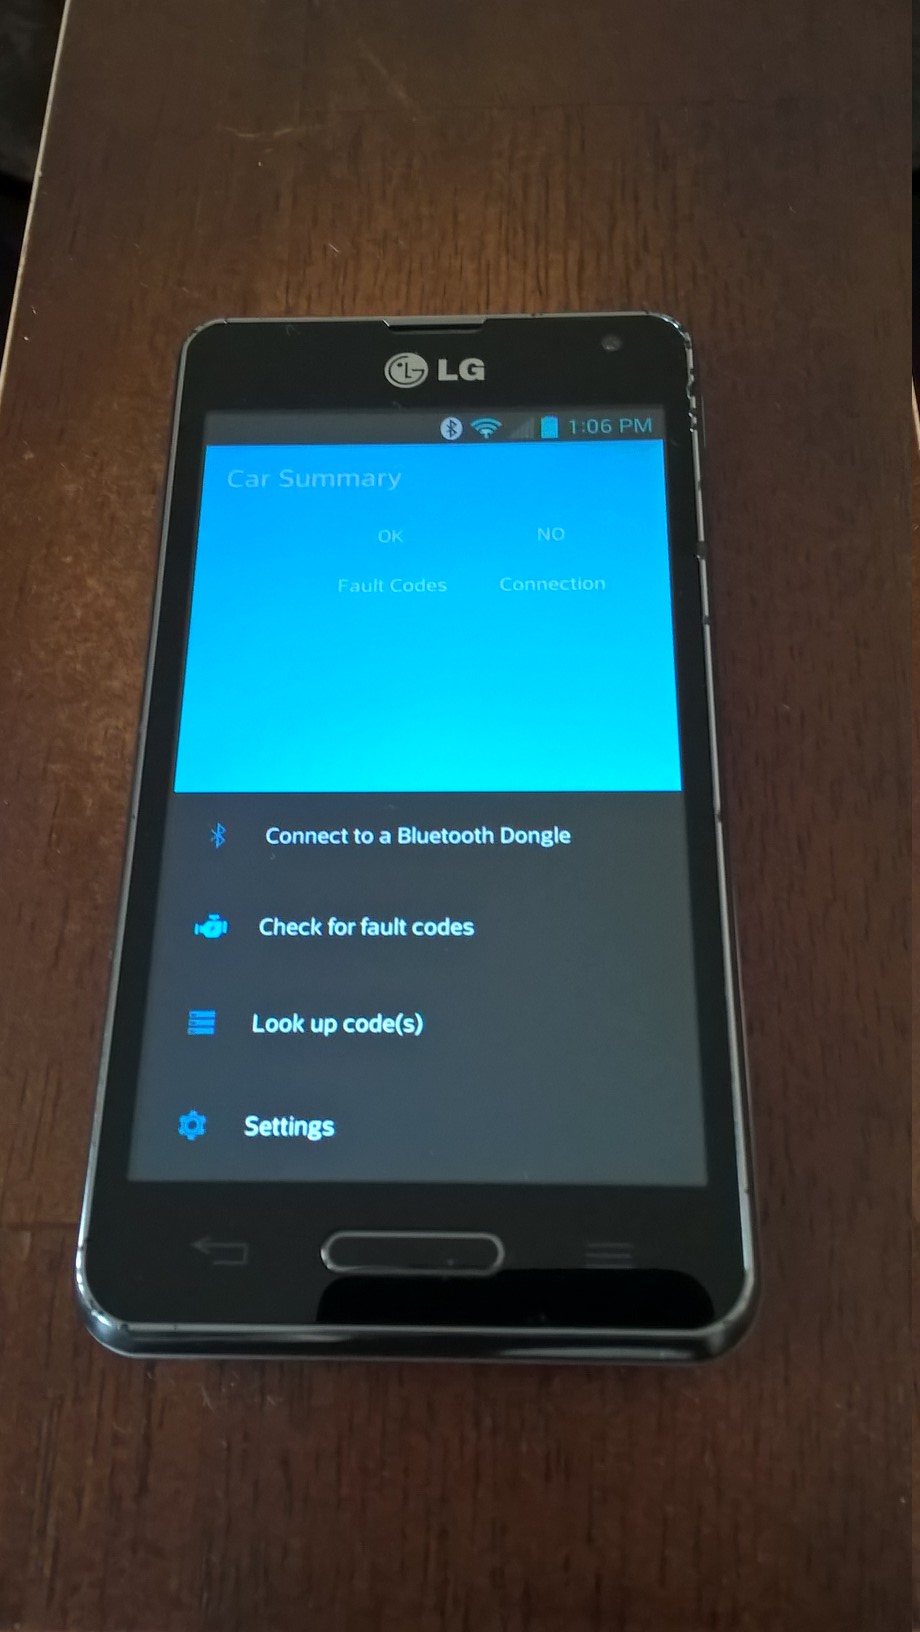 LG
1:06 PM
Car Summary
OK NO
Fault Codes Connection
Connect to a Bluetooth Dongle
Check for fault codes
Look up code(s)
Settings